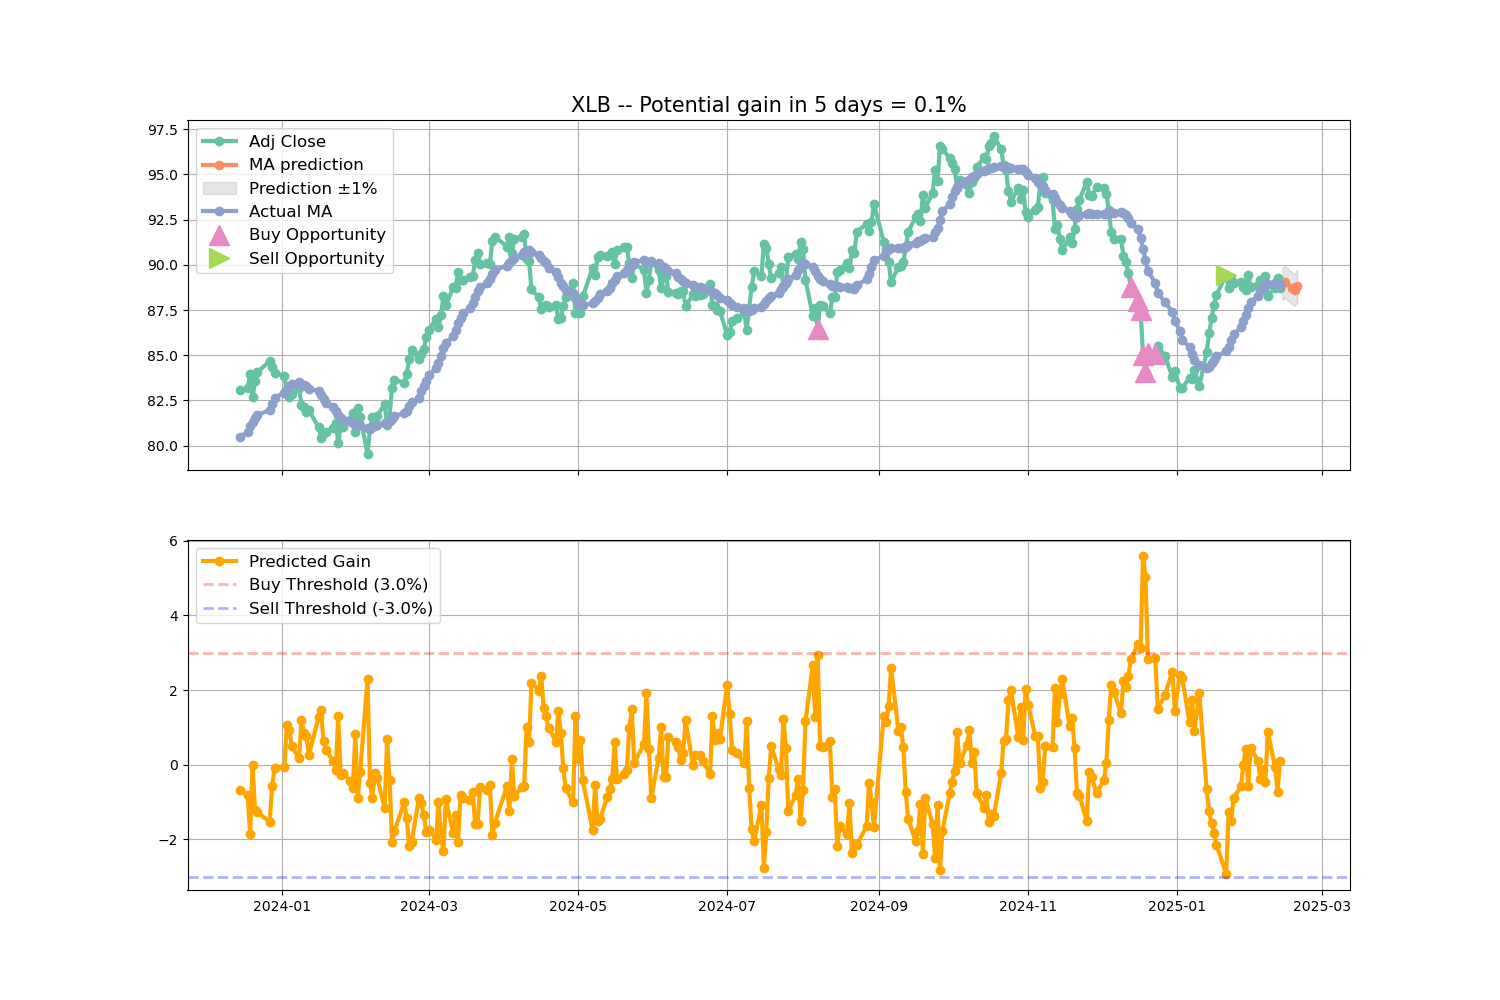 XLB -- Potential gain in 5 days = 0.1%
97.5
95.0
92.5
90.0
87.5
85.0
82.5
80.0
Adj Close
MA prediction
Prediction ±1%
Actual MA
Buy Opportunity
Sell Opportunity
6
4
2
0
−2
Predicted Gain
Buy Threshold (3.0%)
Sell Threshold (-3.0%)
2024-01 2024-03 2024-05 2024-07 2024-09 2024-11 2025-01 2025-03